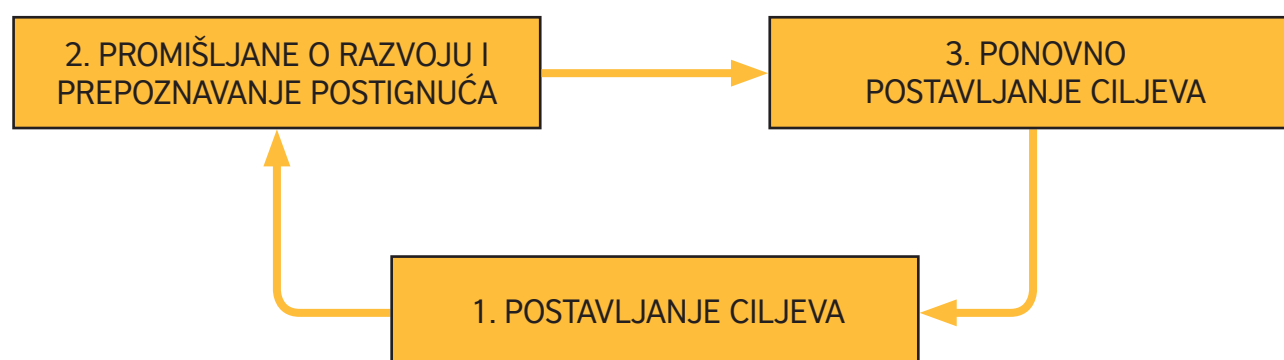 2. PROMIŠLJANE O RAZVOJU I
PREPOZNAVANJE POSTIGNUĆA
3. PONOVNO
POSTAVLJANJE CILJEVA
1. POSTAVLJANJE CILJEVA